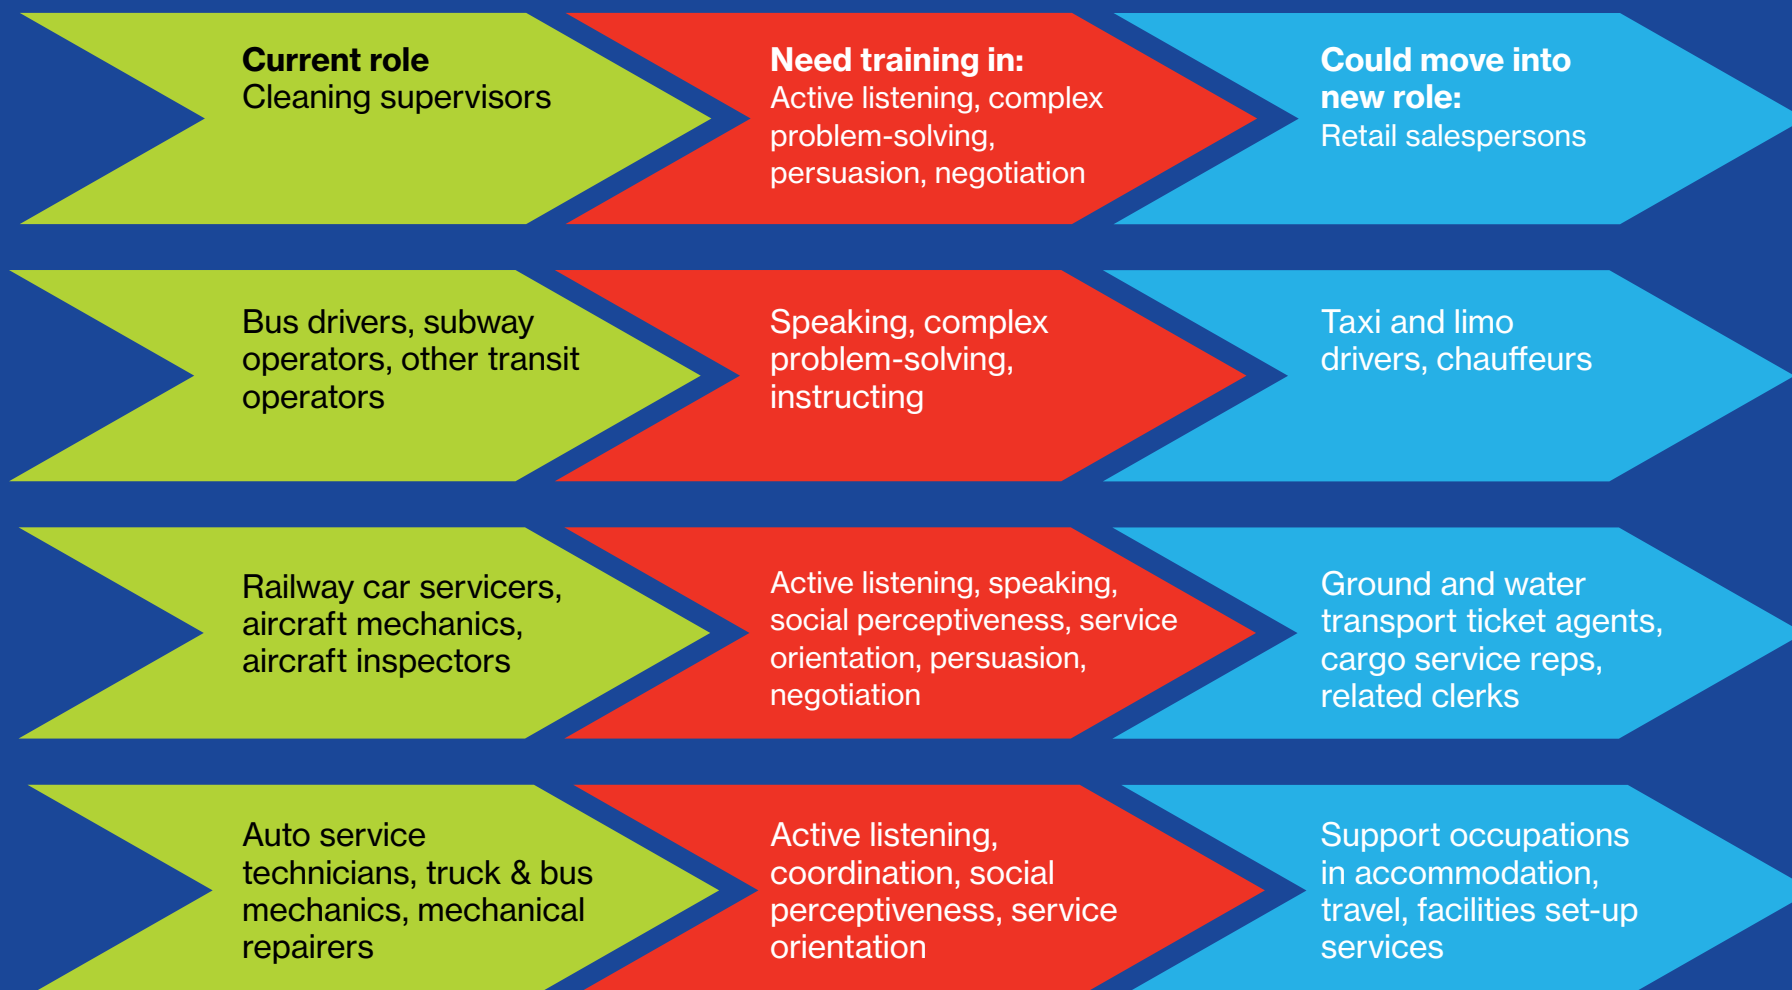 Current role
Cleaning supervisors
Need training in:
Active listening, complex
problem-solving,
persuasion, negotiation
Could move into
new role:
Retail salespersons
Bus drivers, subway
operators, other transit
operators
Speaking, complex
problem-solving,
instructing
Taxi and limo
drivers, chauffeurs
Railway car servicers,
aircraft mechanics,
aircraft inspectors
Active listening, speaking,
social perceptiveness, service
orientation, persuasion,
negotiation
Ground and water
transport ticket agents,
cargo service reps,
related clerks
Auto service
technicians, truck & bus
mechanics, mechanical
repairers
Active listening,
coordination, social
perceptiveness, service
orientation
Support occupations
in accommodation,
travel, facilities set-up
services